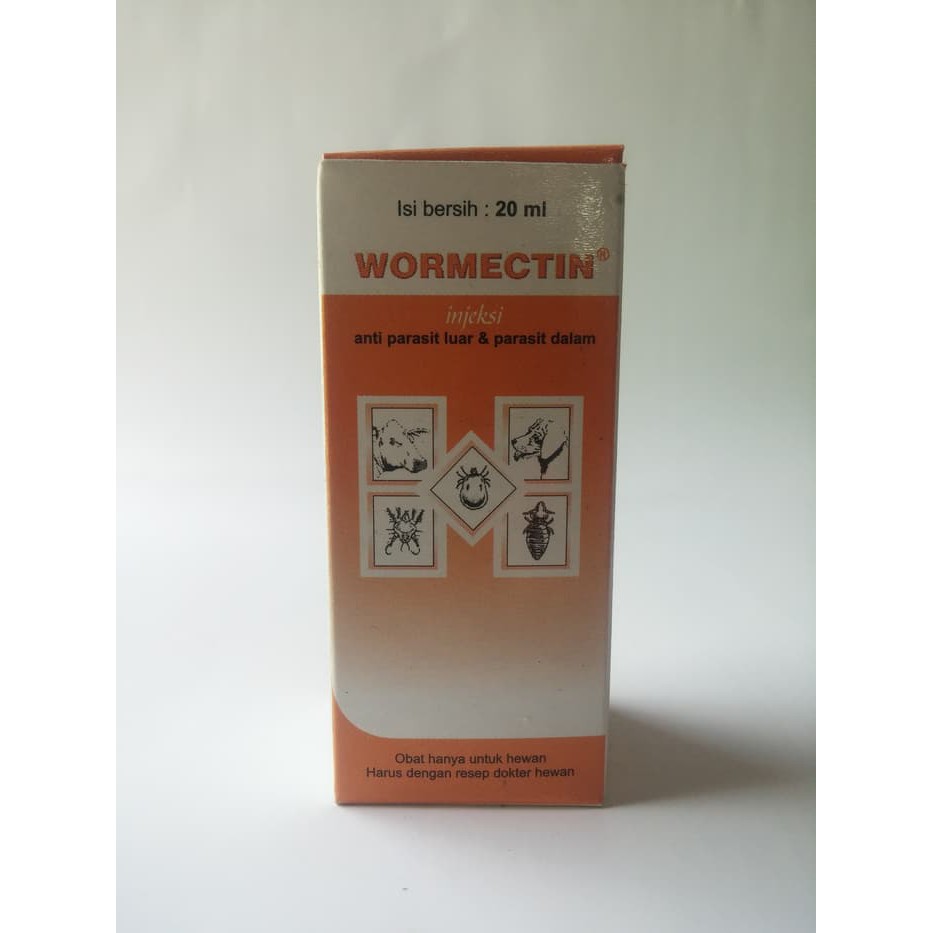 Isi bersih : 20 ml
WORMECTIN®
injeksi
anti parasit luar & parasit dalam
Obat hanya untuk hewan
Harus dengan resep dokter hewan